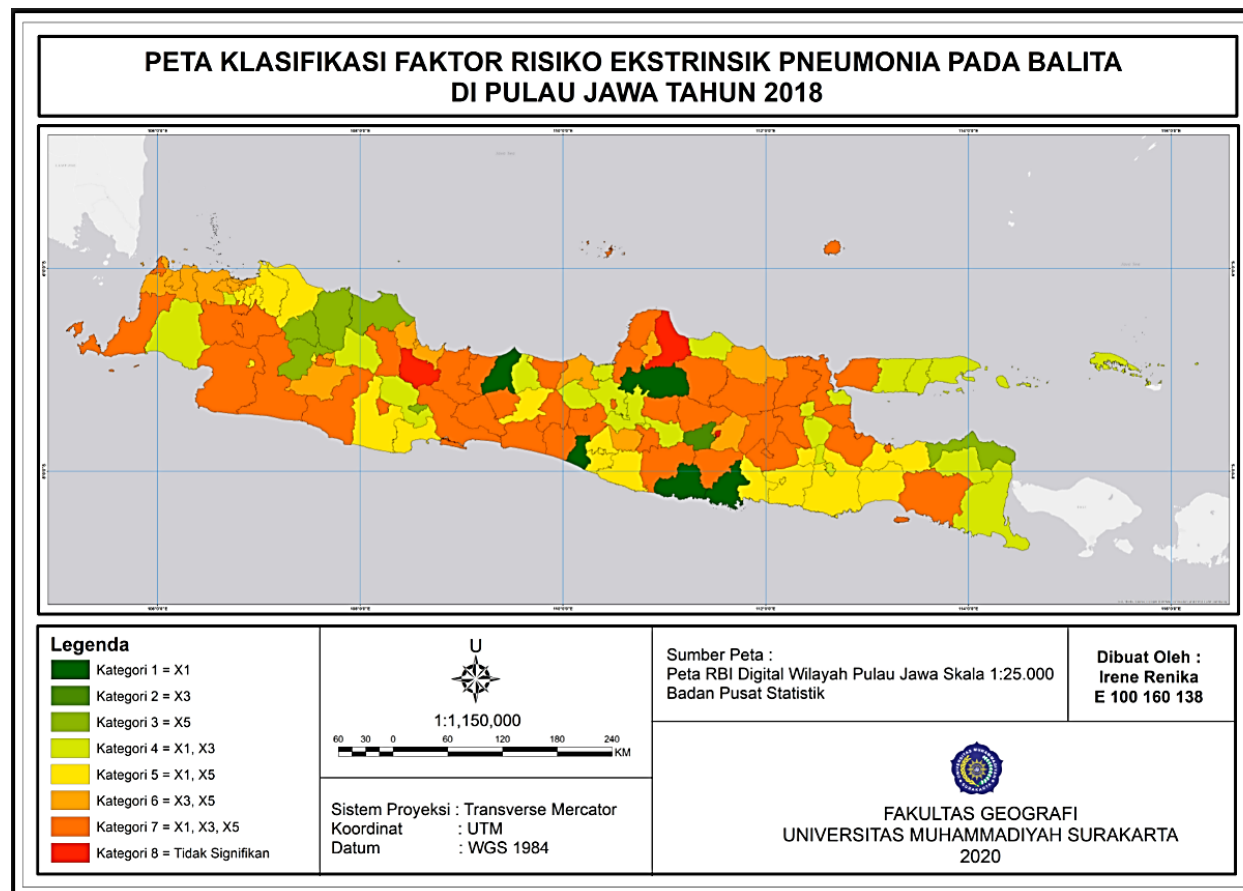 PETA KLASIFIKASI FAKTOR RISIKO EKSTRINSIK PNEUMONIA PADA BALITA
DI PULAU JAWA TAHUN 2018
Legenda
Kategori 1 = X1
Kategori 2 = X3
Kategori 3 = X5
Kategori 4 = X1, X3
Kategori 5 = X1, X5
Kategori 6 = X3, X5
Kategori 7 = X1, X3, X5
Kategori 8 = Tidak Signifikan
U
1:1,150,000
60 30 0 60 120 180 240
KM
Sistem Proyeksi : Transverse Mercator
Koordinat : UTM
Datum : WGS 1984
Sumber Peta :
Peta RBI Digital Wilayah Pulau Jawa Skala 1:25.000
Badan Pusat Statistik
Dibuat Oleh :
Irene Renika
E 100 160 138
FAKULTAS GEOGRAFI
UNIVERSITAS MUHAMMADIYAH SURAKARTA
2020